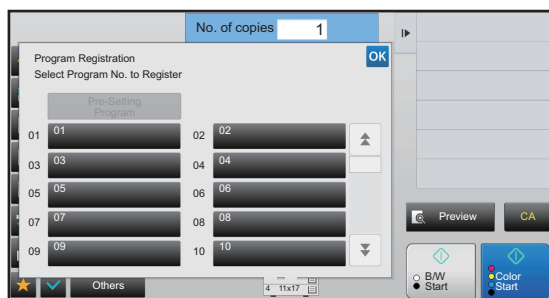 No. of copies 1
Program Registration
OK
Select Program No. to Register
Pre-Setting
Program
01 01 02 02
03 03 04 04
05 05 06 06
07 07 08 08
09 09 10 10
Preview
CA
B/W
Start
Color
Start
Others
4 11x17